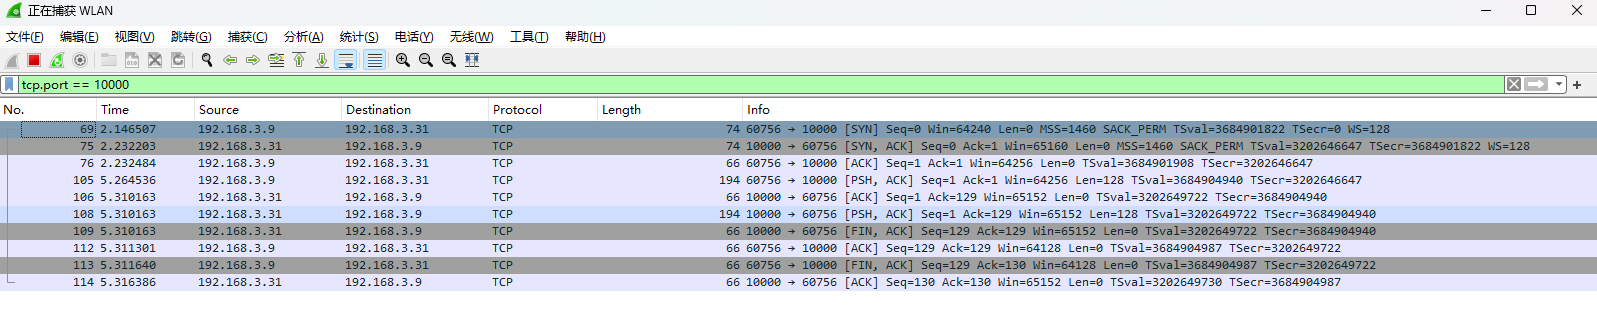 正在捕获 WLAN
文件(F) 编辑(E) 视图(V) 跳转(G) 捕获(C) 分析(A) 统计(S) 电话(Y) 无线(W) 工具(T) 帮助(H)
tcp.port == 10000
No. Time Source Destination Protocol Length Info
69 2.146507 192.168.3.9 192.168.3.31 TCP 74 60756 → 10000 [SYN] Seq=0 Win=64240 Len=0 MSS=1460 SACK_PERM TSval=3684901822 TSecr=0 WS=128
75 2.232203 192.168.3.31 192.168.3.9 TCP 74 10000 → 60756 [SYN, ACK] Seq=0 Ack=1 Win=65160 Len=0 MSS=1460 SACK_PERM TSval=3202646647 TSecr=3684901822 WS=128
76 2.232484 192.168.3.9 192.168.3.31 TCP 66 60756 → 10000 [ACK] Seq=1 Ack=1 Win=64256 Len=0 TSval=3684901908 TSecr=3202646647
105 5.264536 192.168.3.9 192.168.3.31 TCP 194 60756 → 10000 [PSH, ACK] Seq=1 Ack=1 Win=64256 Len=128 TSval=3684904940 TSecr=3202646647
106 5.310163 192.168.3.31 192.168.3.9 TCP 66 10000 → 60756 [ACK] Seq=1 Ack=129 Win=65152 Len=0 TSval=3202649722 TSecr=3684904940
108 5.310163 192.168.3.31 192.168.3.9 TCP 194 10000 → 60756 [PSH, ACK] Seq=1 Ack=129 Win=65152 Len=128 TSval=3202649722 TSecr=3684904940
109 5.310163 192.168.3.31 192.168.3.9 TCP 66 10000 → 60756 [FIN, ACK] Seq=129 Ack=129 Win=65152 Len=0 TSval=3202649722 TSecr=3684904940
112 5.311301 192.168.3.9 192.168.3.31 TCP 66 60756 → 10000 [ACK] Seq=129 Ack=129 Win=64128 Len=0 TSval=3684904987 TSecr=3202649722
113 5.311640 192.168.3.9 192.168.3.31 TCP 66 60756 → 10000 [FIN, ACK] Seq=129 Ack=130 Win=64128 Len=0 TSval=3684904987 TSecr=3202649722
114 5.316386 192.168.3.31 192.168.3.9 TCP 66 10000 → 60756 [ACK] Seq=130 Ack=130 Win=65152 Len=0 TSval=3202649730 TSecr=3684904987